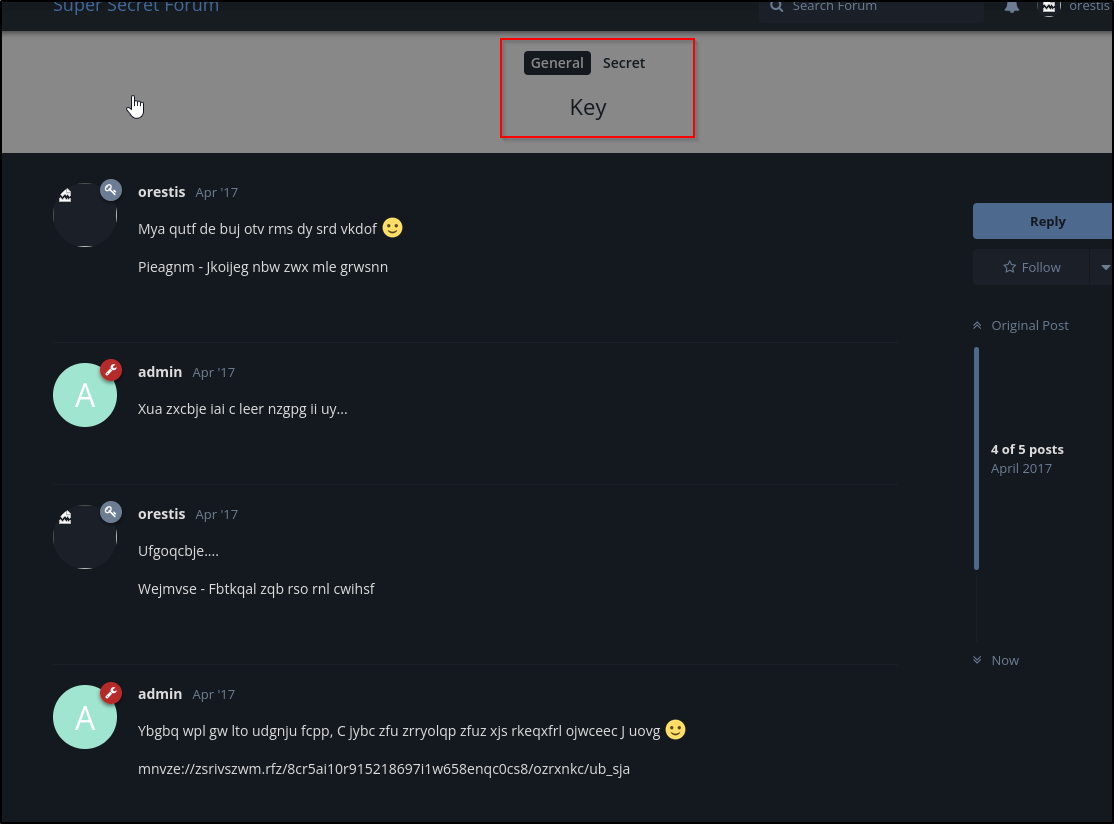 Super Secret Forum
Search Forum
orestis
General Secret
Key
orestis Apr '17
Mya qutf de buj otv rms dy srd vkdof 🙂
Pieagnm - Jkoijeg nbw zwx mle grwsnn
Reply
Follow
Original Post
A
admin Apr '17
Xua zxcbje iai c leer nzgpg ii uy...
4 of 5 posts
April 2017
orestis Apr '17
Ufgoqcbje....
Wejmvse - Fbtkqal zqb rso rnl cwihsf
Now
A
admin Apr '17
Ybgbq wpl gw lto udgnju fcpp, C jybc zfu zrryolqp zfuz xjs rkeqxfrl ojwceec J uovg 🙂
mnvze://zsrivszwm.rfz/8cr5ai10r915218697i1w658enqc0cs8/ozrxnkc/ub_sja